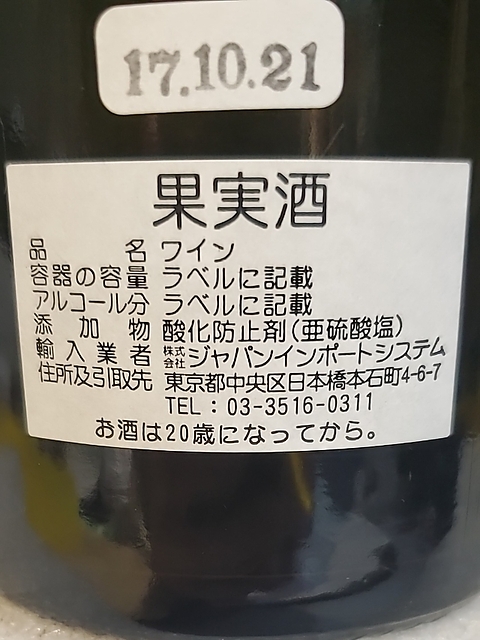 17.10.21
果実酒
品名 ワイン
容器の容量 ラベルに記載
アルコール分 ラベルに記載
添加物 酸化防止剤(亜硫酸塩)
輸入業者 株式会社ジャパンインポートシステム
住所及引取先 東京都中央区日本橋本石町4-6-7
TEL:03-3516-0311
お酒は20歳になってから。